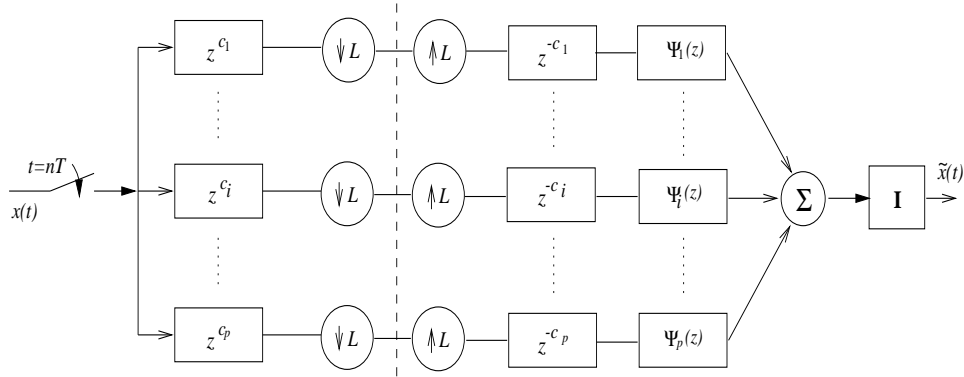 z^{c_1} ↓L ↑L z^{-c_1} Ψ_1(z)
t=nT
x(t)
z^{c_i} ↓L ↑L z^{-c_i} Ψ_i(z) Σ I x̃(t)
z^{c_p} ↓L ↑L z^{-c_p} Ψ_p(z)